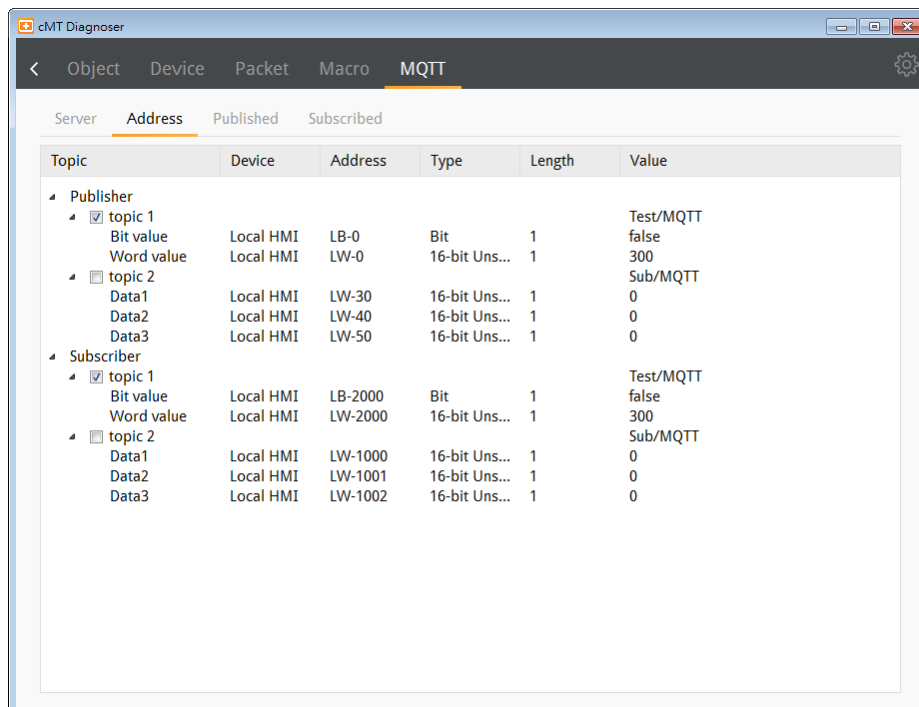 cMT Diagnoser
Object Device Packet Macro MQTT
Server Address Published Subscribed
Topic Device Address Type Length Value
Publisher
topic 1 Test/MQTT
Bit value Local HMI LB-0 Bit 1 false
Word value Local HMI LW-0 16-bit Uns... 1 300
topic 2 Sub/MQTT
Data1 Local HMI LW-30 16-bit Uns... 1 0
Data2 Local HMI LW-40 16-bit Uns... 1 0
Data3 Local HMI LW-50 16-bit Uns... 1 0
Subscriber
topic 1 Test/MQTT
Bit value Local HMI LB-2000 Bit 1 false
Word value Local HMI LW-2000 16-bit Uns... 1 300
topic 2 Sub/MQTT
Data1 Local HMI LW-1000 16-bit Uns... 1 0
Data2 Local HMI LW-1001 16-bit Uns... 1 0
Data3 Local HMI LW-1002 16-bit Uns... 1 0